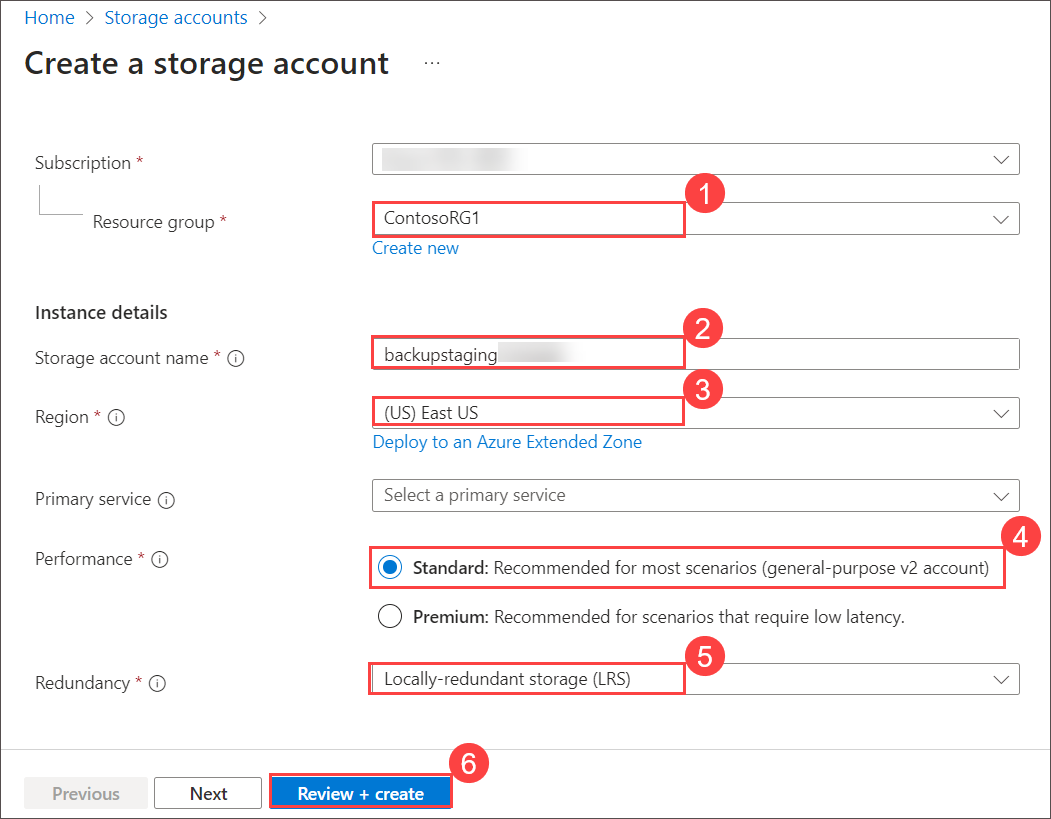 Home > Storage accounts >
Create a storage account ...
Subscription *
1
Resource group * ContosoRG1
Create new
Instance details
2
Storage account name * backupstaging
3
Region * (US) East US
Deploy to an Azure Extended Zone
Primary service Select a primary service
4
Performance * Standard: Recommended for most scenarios (general-purpose v2 account)
Premium: Recommended for scenarios that require low latency.
5
Redundancy * Locally-redundant storage (LRS)
6
Previous Next Review + create